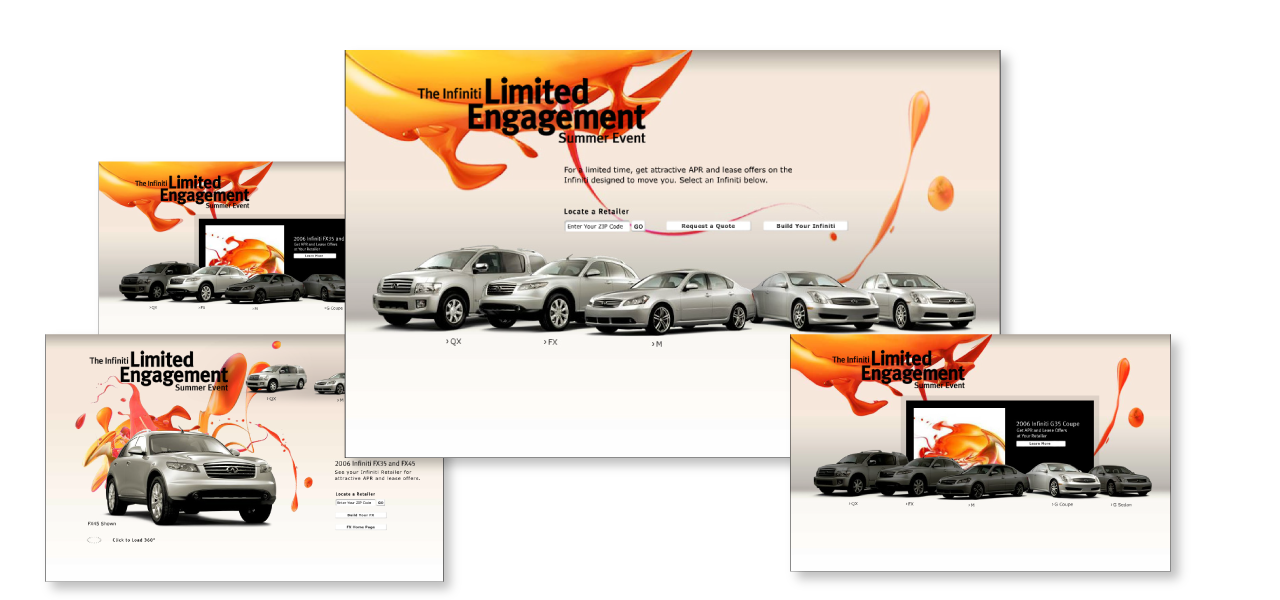 The Infiniti Limited
Engagement
Summer Event
For a limited time, get attractive APR and lease offers on the
Infiniti designed to move you. Select an Infiniti below.
Locate a Retailer
Enter Your ZIP Code GO Request a Quote Build Your Infiniti
› QX › FX › M
The Infiniti Limited
Engagement
Summer Event
2006 Infiniti FX35 and
Get APR and Lease Offers
at Your Retailer
Learn More
› QX › FX › M › G Coupe
The Infiniti Limited
Engagement
Summer Event
› QX › M
2006 Infiniti FX35 and FX45
See your Infiniti Retailer for
attractive APR and lease offers.
Locate a Retailer
Enter Your ZIP Code GO
Build Your FX
FX Home Page
FX45 Shown
Click to Load 360°
The Infiniti Limited
Engagement
Summer Event
2006 Infiniti G35 Coupe
Get APR and Lease Offers
at Your Retailer
Learn More
› QX › FX › M › G Coupe › G Sedan